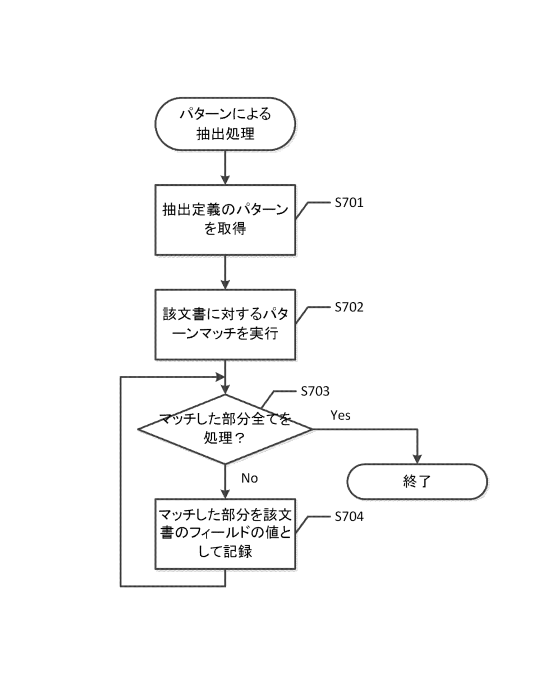 パターンによる
抽出処理
抽出定義のパターン
を取得
S701
該文書に対するパタ
ーンマッチを実行
S702
S703
マッチした部分全てを
処理？
Yes
No
終了
マッチした部分を該文
書のフィールドの値と
して記録
S704